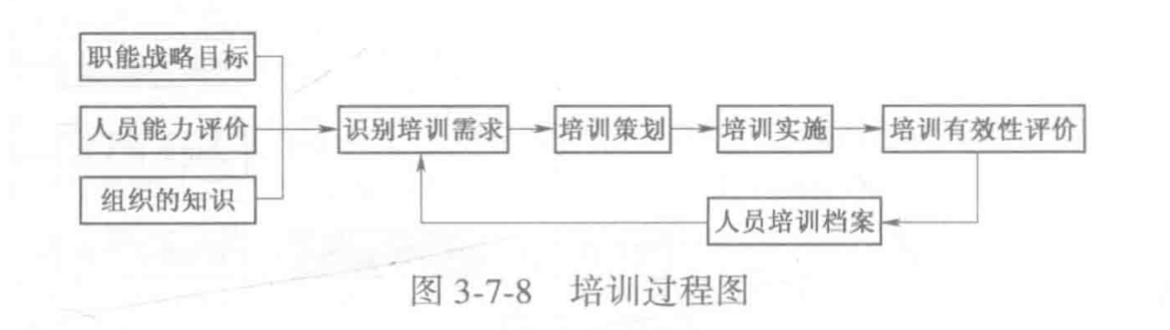 职能战略目标
人员能力评价
识别培训需求
培训策划
培训实施
培训有效性评价
组织的知识
人员培训档案
图 3-7-8 培训过程图